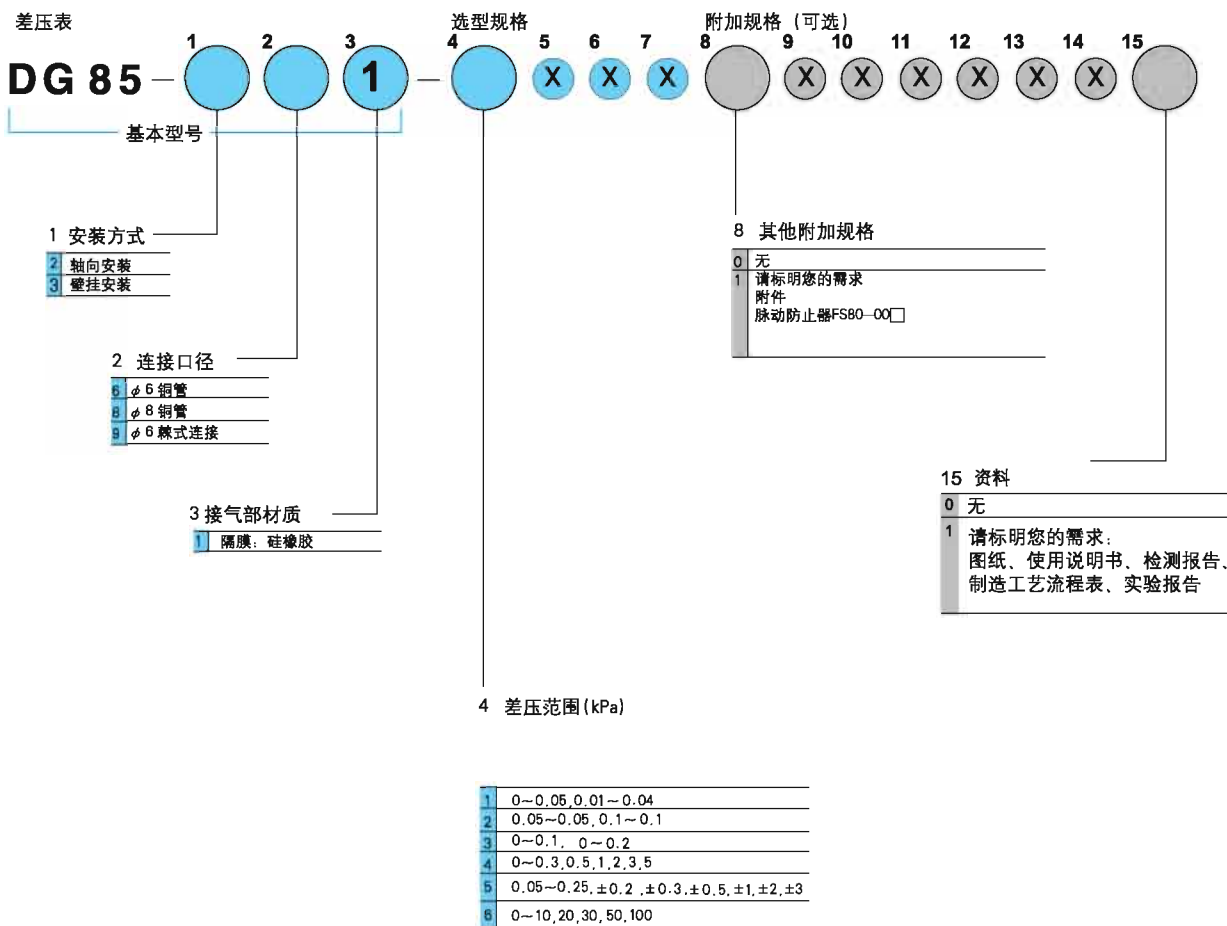 差压表 选型规格 附加规格 (可选)
1 2 3 4 5 6 7 8 9 10 11 12 13 14 15
DG 85 — 1 — X X X X X X X X X
基本型号
1 安装方式
2 轴向安装
3 壁挂安装
2 连接口径
6 φ6铜管
8 φ8铜管
9 φ6棘式连接
3 接气部材质
1 隔膜：硅橡胶
8 其他附加规格
0 无
1 请标明您的需求
附件
脉动防止器FS80—00□
15 资料
0 无
1 请标明您的需求：
图纸、使用说明书、检测报告、
制造工艺流程表、实验报告
4 差压范围(kPa)
1 0~0.05,0.01~0.04
2 0.05~0.05,0.1~0.1
3 0~0.1, 0~0.2
4 0~0.3,0.5,1,2,3,5
5 0.05~0.25,±0.2,±0.3,±0.5,±1,±2,±3
6 0~10,20,30,50,100